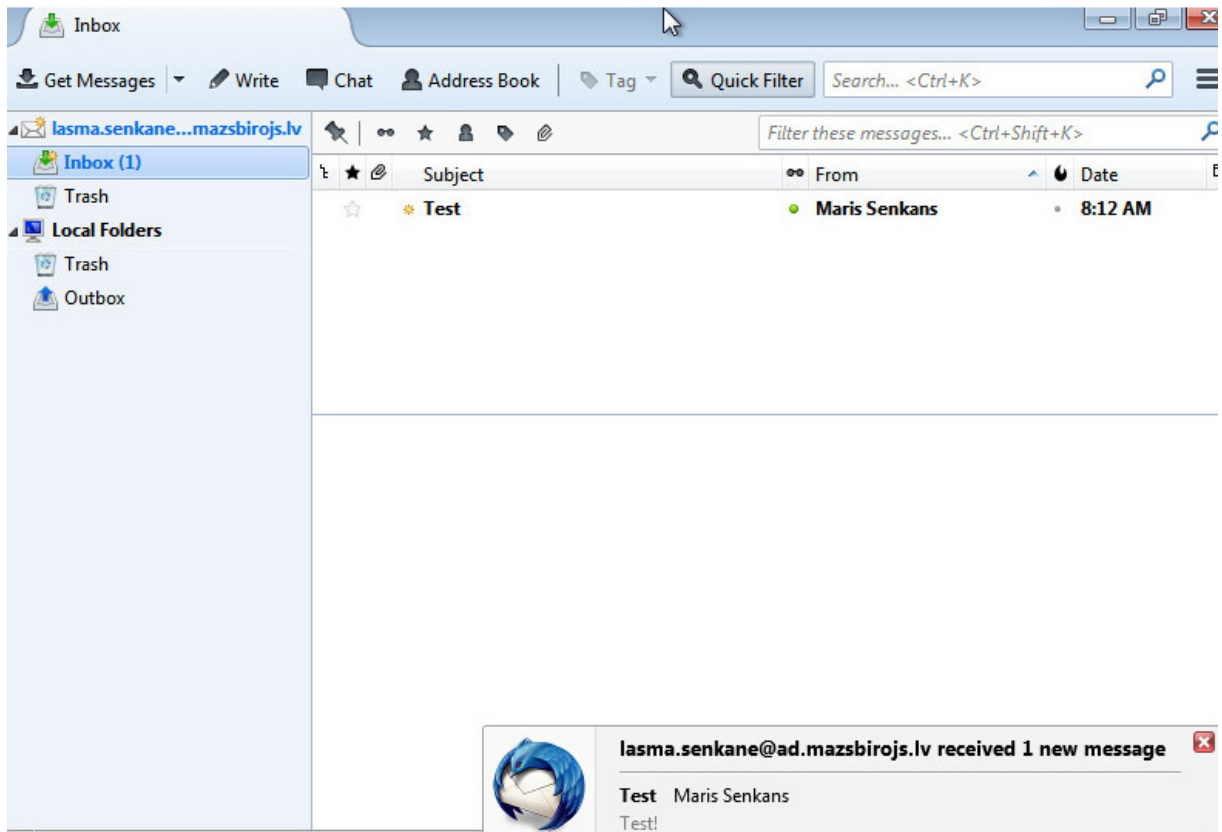 Inbox
Get Messages Write Chat Address Book Tag Quick Filter Search... <Ctrl+K>
lasma.senkane...mazsbirojs.lv
Filter these messages... <Ctrl+Shift+K>
Inbox (1)
Subject From Date
Trash
Test Maris Senkans 8:12 AM
Local Folders
Trash
Outbox
lasma.senkane@ad.mazsbirojs.lv received 1 new message
Test Maris Senkans
Test!